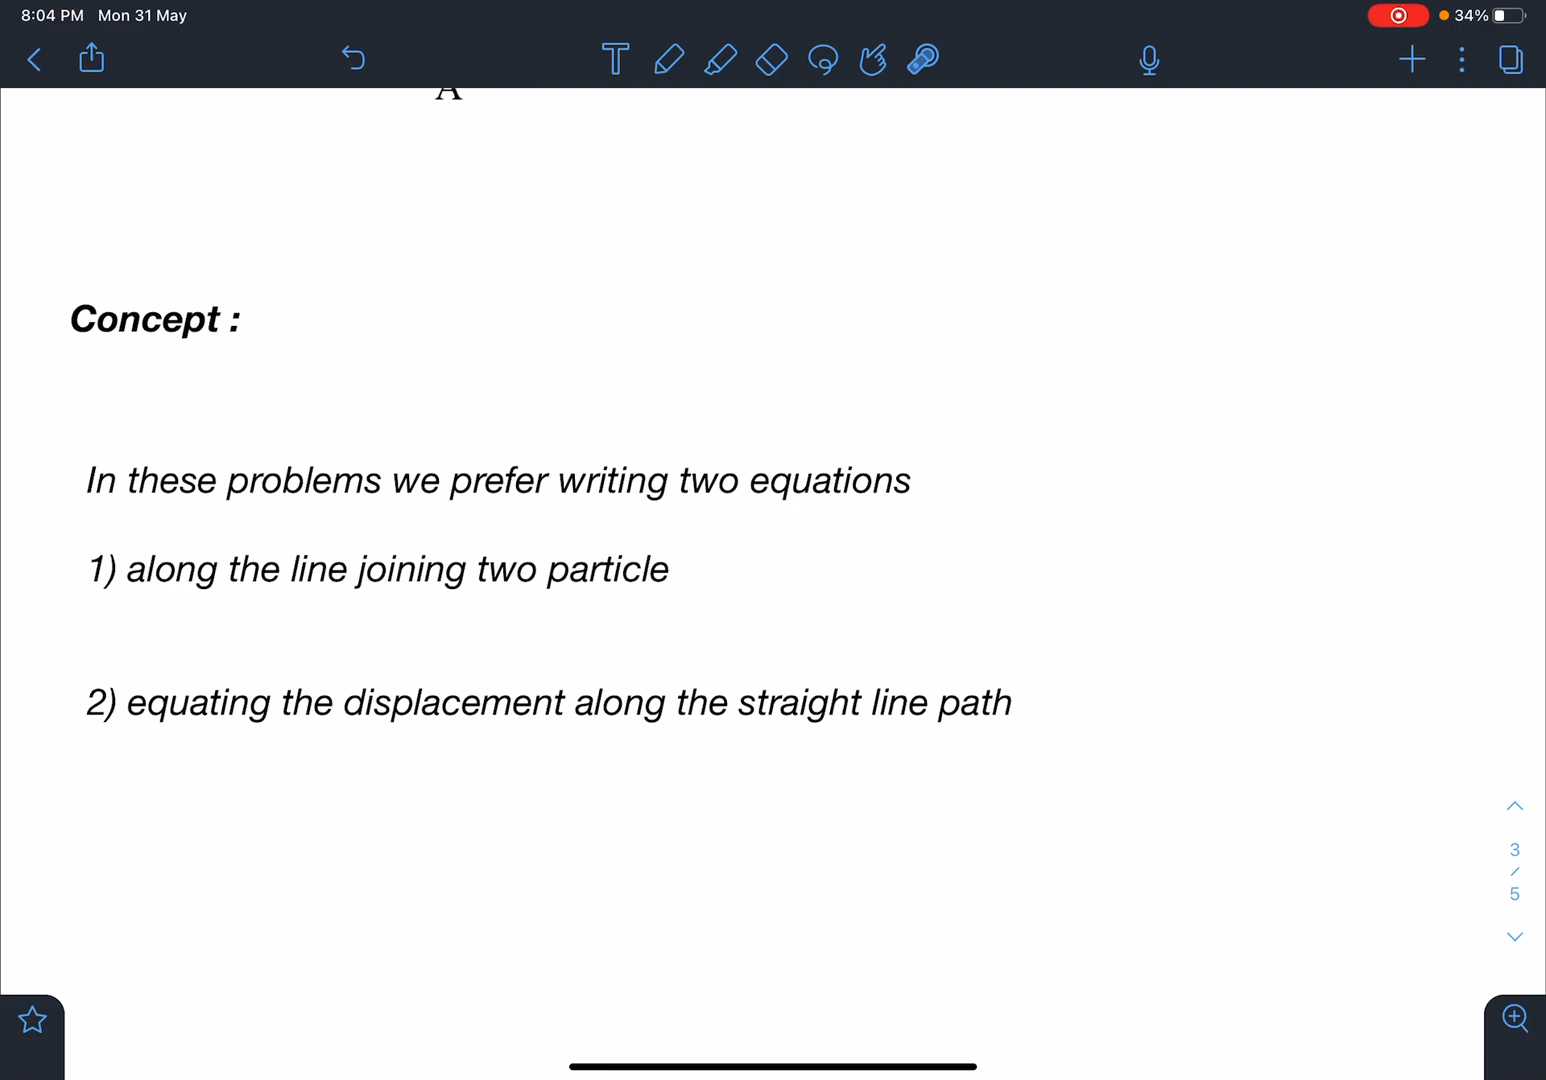 8:04 PM Mon 31 May
34%
A
Concept :
In these problems we prefer writing two equations
1) along the line joining two particle
2) equating the displacement along the straight line path
3
/
5